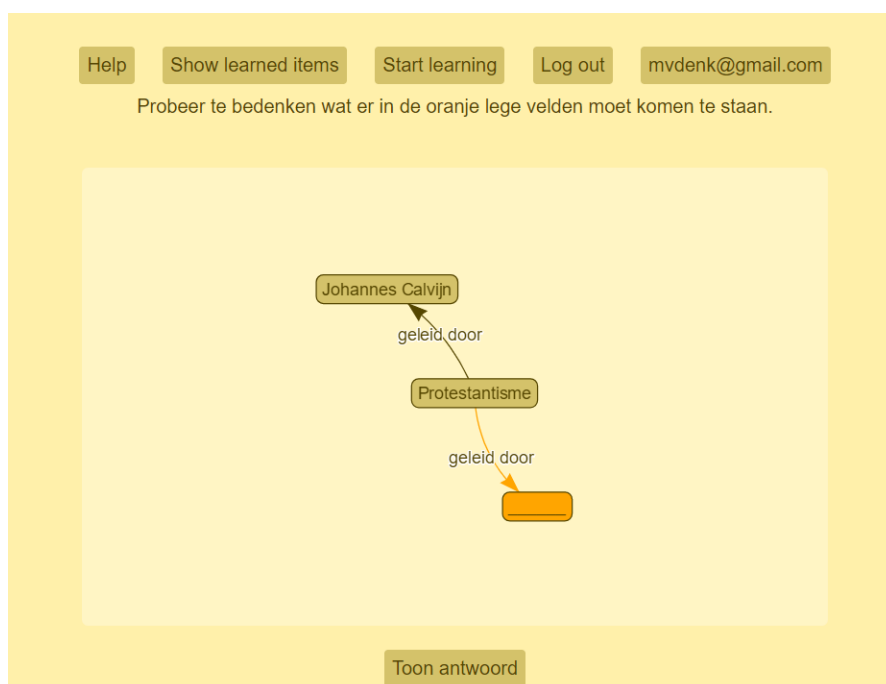 Help Show learned items Start learning Log out mvdenk@gmail.com
Probeer te bedenken wat er in de oranje lege velden moet komen te staan.
Johannes Calvijn
geleid door
Protestantisme
geleid door
Toon antwoord